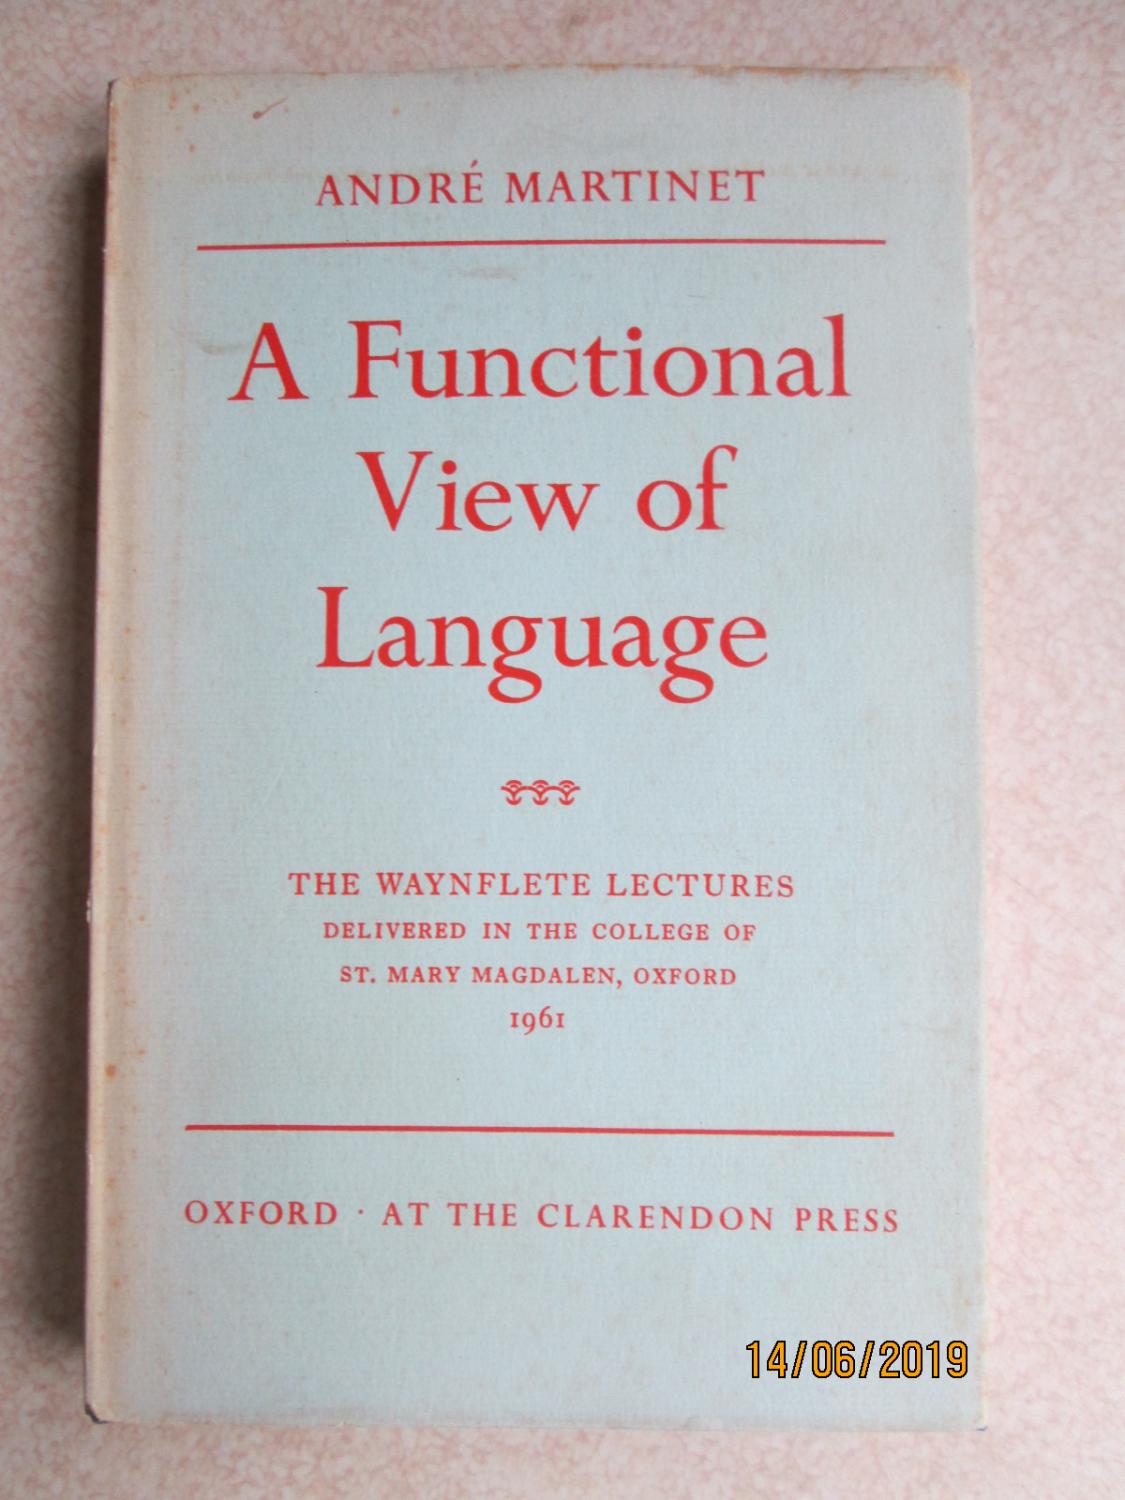 ANDRÉ MARTINET
A Functional
View of
Language
THE WAYNFLETE LECTURES
DELIVERED IN THE COLLEGE OF
ST. MARY MAGDALEN, OXFORD
1961
OXFORD · AT THE CLARENDON PRESS
14/06/2019